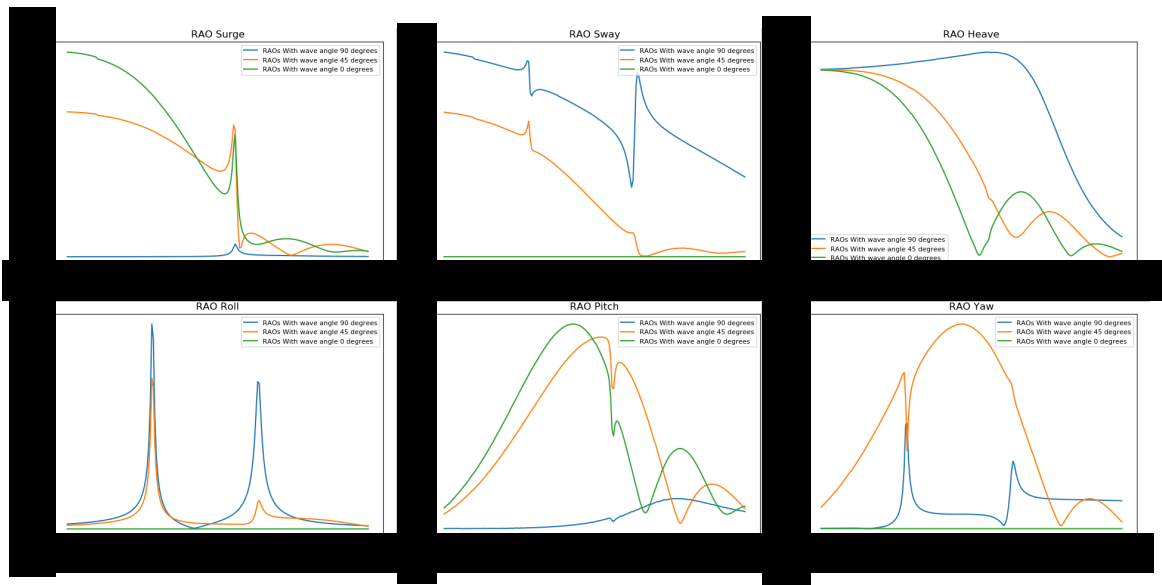 RAO Surge
RAOs With wave angle 90 degrees
RAOs With wave angle 45 degrees
RAOs With wave angle 0 degrees
RAO Sway
RAOs With wave angle 90 degrees
RAOs With wave angle 45 degrees
RAOs With wave angle 0 degrees
RAO Heave
RAOs With wave angle 90 degrees
RAOs With wave angle 45 degrees
RAOs With wave angle 0 degrees
RAO Roll
RAOs With wave angle 90 degrees
RAOs With wave angle 45 degrees
RAOs With wave angle 0 degrees
RAO Pitch
RAOs With wave angle 90 degrees
RAOs With wave angle 45 degrees
RAOs With wave angle 0 degrees
RAO Yaw
RAOs With wave angle 90 degrees
RAOs With wave angle 45 degrees
RAOs With wave angle 0 degrees